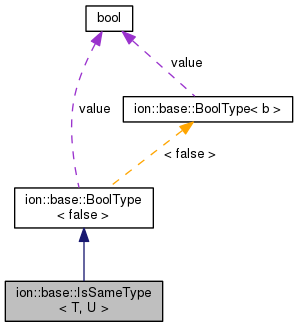 bool
value
value
ion::base::BoolType< b >
< false >
ion::base::BoolType
< false >
ion::base::IsSameType
< T, U >